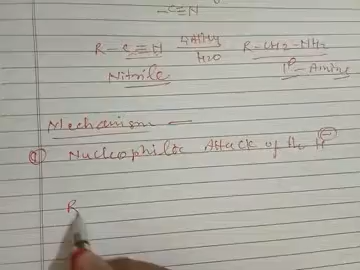 -C≡N
R-C≡N LiAlH4 R-CH2-NH2
H2O
Nitrile 1°-Amine
Mechanism -
① Nucleophilic Attack of the H⊖
R